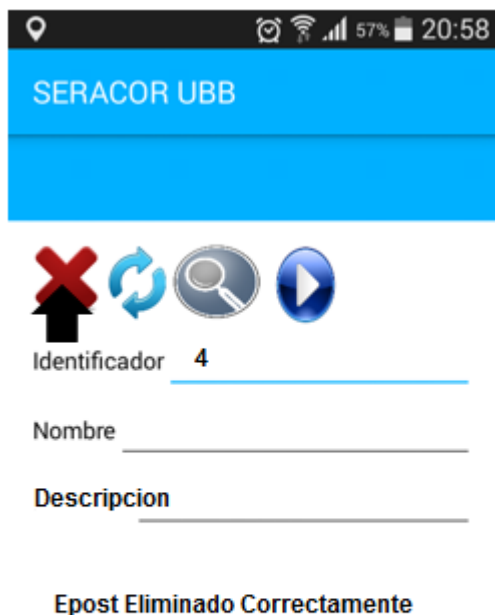 57% 20:58
SERACOR UBB
Identificador 4
Nombre
Descripcion
Epost Eliminado Correctamente